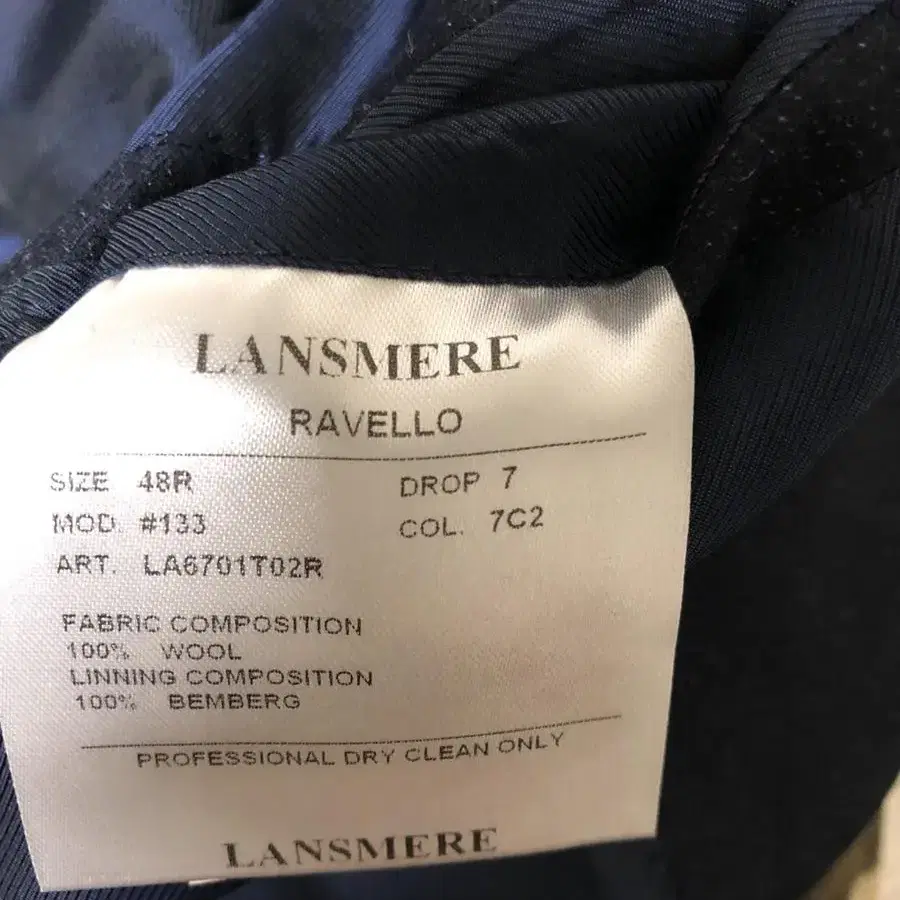 LANSMERE
RAVELLO
SIZE 48R DROP 7
MOD. #133 COL. 7C2
ART. LA6701T02R
FABRIC COMPOSITION
100% WOOL
LINNING COMPOSITION
100% BEMBERG
PROFESSIONAL DRY CLEAN ONLY
LANSMERE